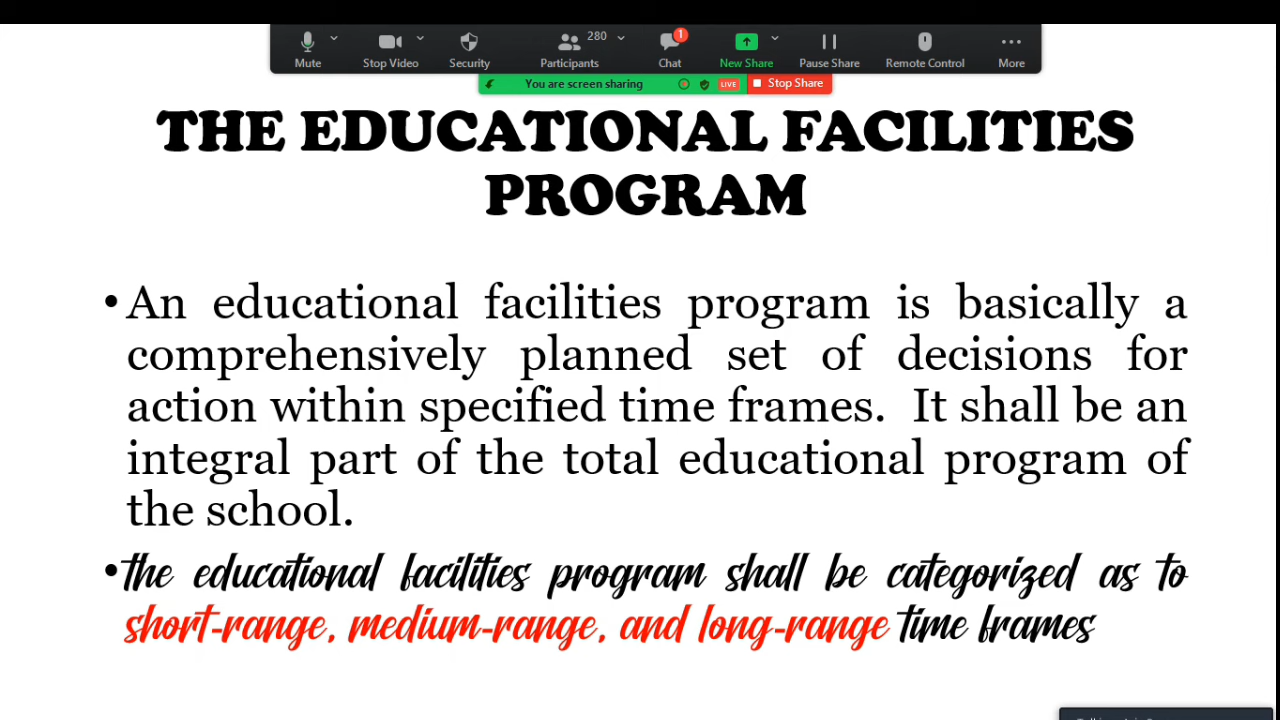 280 1
Mute Stop Video Security Participants Chat New Share Pause Share Remote Control More
You are screen sharing LIVE Stop Share
THE EDUCATIONAL FACILITIES
PROGRAM
• An educational facilities program is basically a
comprehensively planned set of decisions for
action within specified time frames. It shall be an
integral part of the total educational program of
the school.
• the educational facilities program shall be categorized as to
short-range, medium-range, and long-range time frames